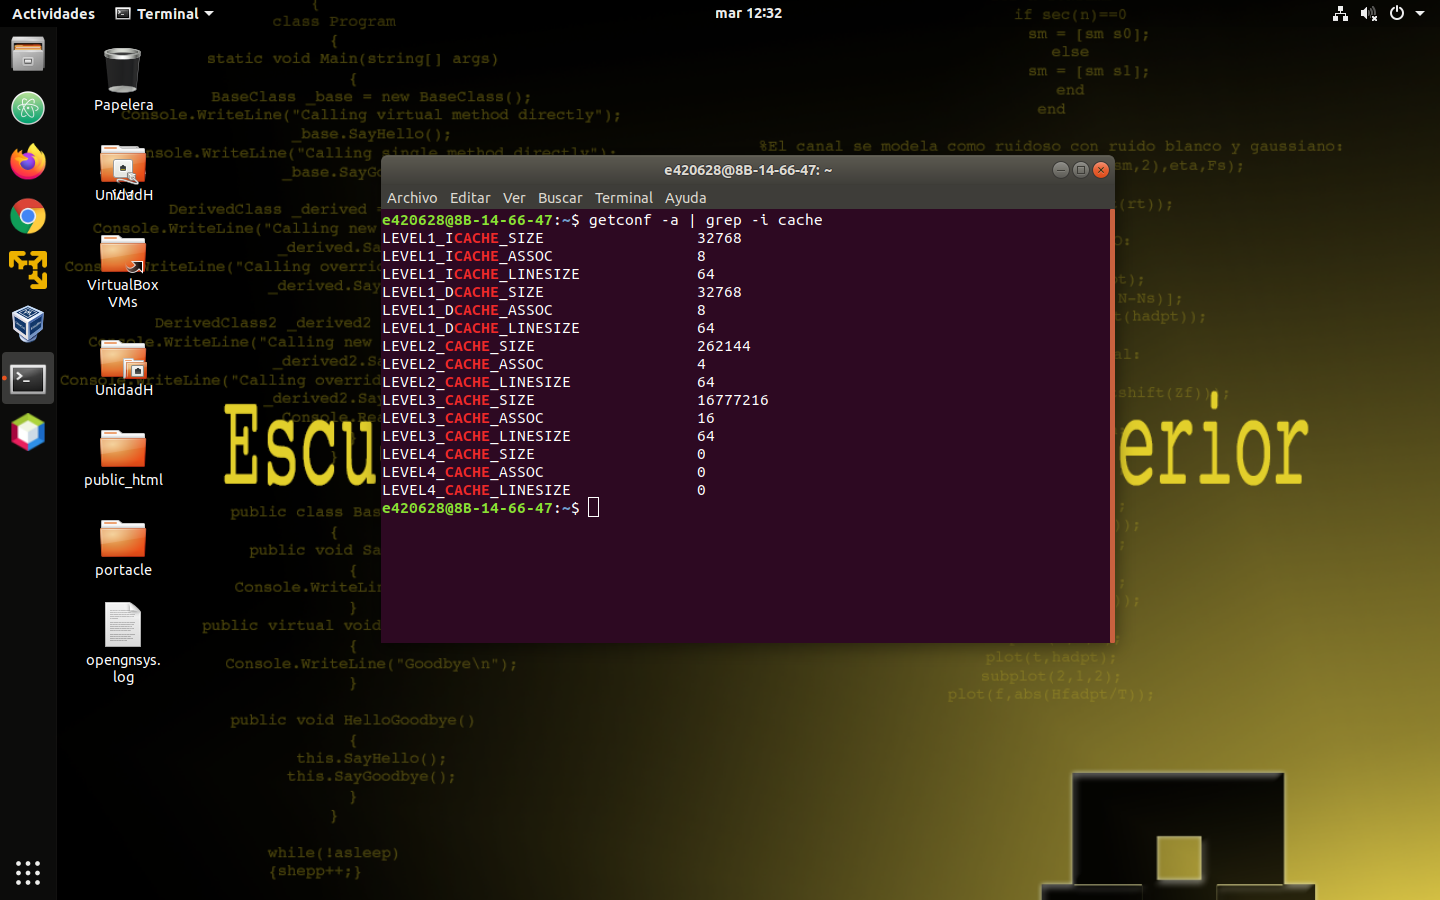 Actividades
Terminal
mar 12:32
Papelera
UnidadH
VirtualBox
VMs
UnidadH
public_html
portacle
opengnsys.
log
e420628@8B-14-66-47: ~
Archivo Editar Ver Buscar Terminal Ayuda
e420628@8B-14-66-47:~$ getconf -a | grep -i cache
LEVEL1_ICACHE_SIZE 32768
LEVEL1_ICACHE_ASSOC 8
LEVEL1_ICACHE_LINESIZE 64
LEVEL1_DCACHE_SIZE 32768
LEVEL1_DCACHE_ASSOC 8
LEVEL1_DCACHE_LINESIZE 64
LEVEL2_CACHE_SIZE 262144
LEVEL2_CACHE_ASSOC 4
LEVEL2_CACHE_LINESIZE 64
LEVEL3_CACHE_SIZE 16777216
LEVEL3_CACHE_ASSOC 16
LEVEL3_CACHE_LINESIZE 64
LEVEL4_CACHE_SIZE 0
LEVEL4_CACHE_ASSOC 0
LEVEL4_CACHE_LINESIZE 0
e420628@8B-14-66-47:~$
Escu
erior
{
class Program
{
static void Main(string[] args)
{
BaseClass _base = new BaseClass();
Console.WriteLine("Calling virtual method directly");
_base.SayHello();
onsole.WriteLine("Calling single method directly");
_base.SayGo
DerivedClass _derived =
WriteLine("Calling new
_derived.Sa
Console.WriteLine("Calling overri
_derived.Say
DerivedClass2 _derived2
Console.WriteLine("Calling new
_derived2.Sa
Console.WriteLine("Calling overrid
_derived2.Say
Console.Rea
}
public class Bas
{
public void Sa
{
Console.WriteLin
}
public virtual void
{
Console.WriteLine("Goodbye\n");
}
public void HelloGoodbye()
{
this.SayHello();
this.SayGoodbye();
}
}
while(!asleep)
{shepp++;}
if sec(n)==0
sm = [sm s0];
else
sm = [sm s1];
end
end
%El canal se modela como ruidoso con ruido blanco y gaussiano:
sm,2),eta,Fs);
(rt));
N-Ns)];
t(hadpt));
shift(Zf));
plot(t,hadpt);
subplot(2,1,2);
plot(f,abs(Hfadpt/T));